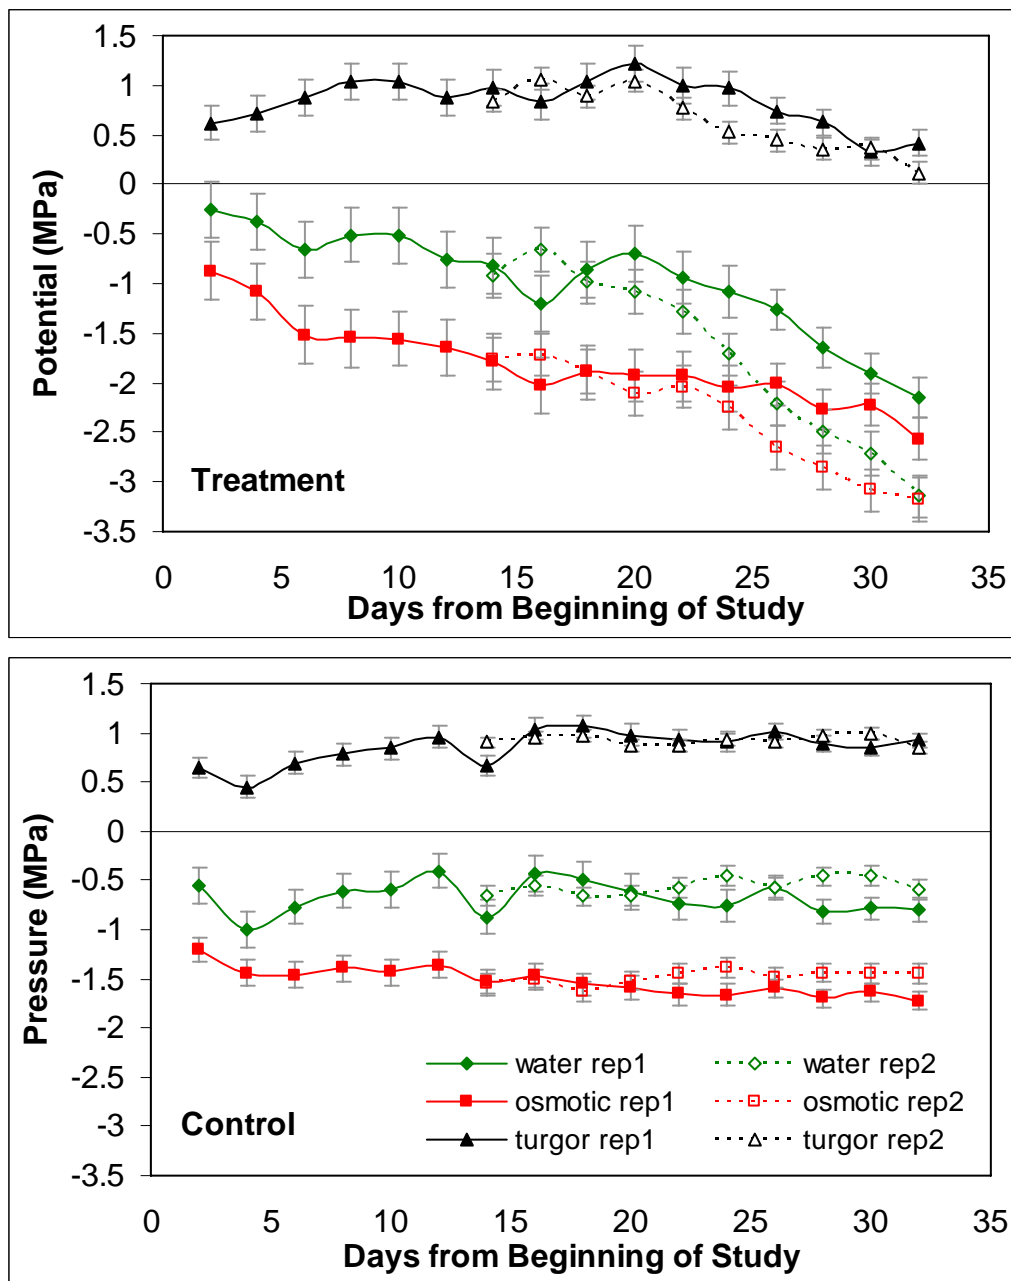 1.5
1
0.5
0
-0.5
-1
-1.5
-2
-2.5
-3
-3.5
Potential (MPa)
Treatment
0 5 10 15 20 25 30 35
Days from Beginning of Study
1.5
1
0.5
0
-0.5
-1
-1.5
-2
-2.5
-3
-3.5
Pressure (MPa)
water rep1 water rep2
osmotic rep1 osmotic rep2
turgor rep1 turgor rep2
Control
0 5 10 15 20 25 30 35
Days from Beginning of Study